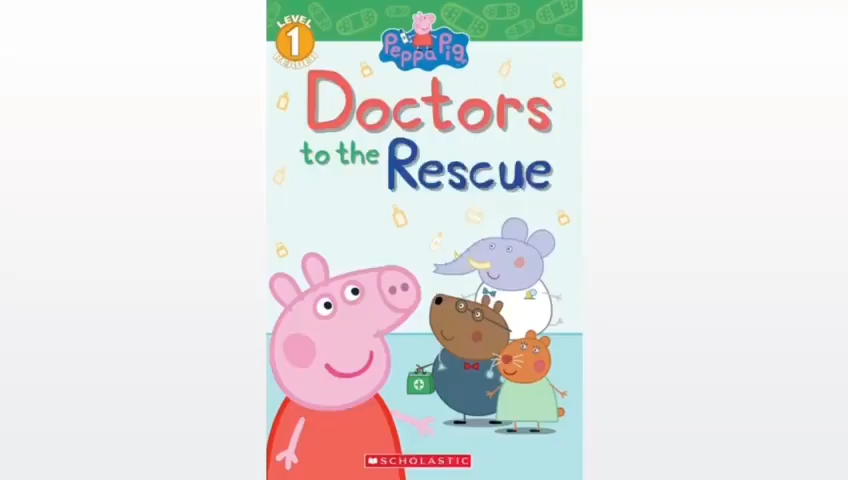 LEVEL
1
READER
Peppa Pig
Doctors
to the Rescue
SCHOLASTIC